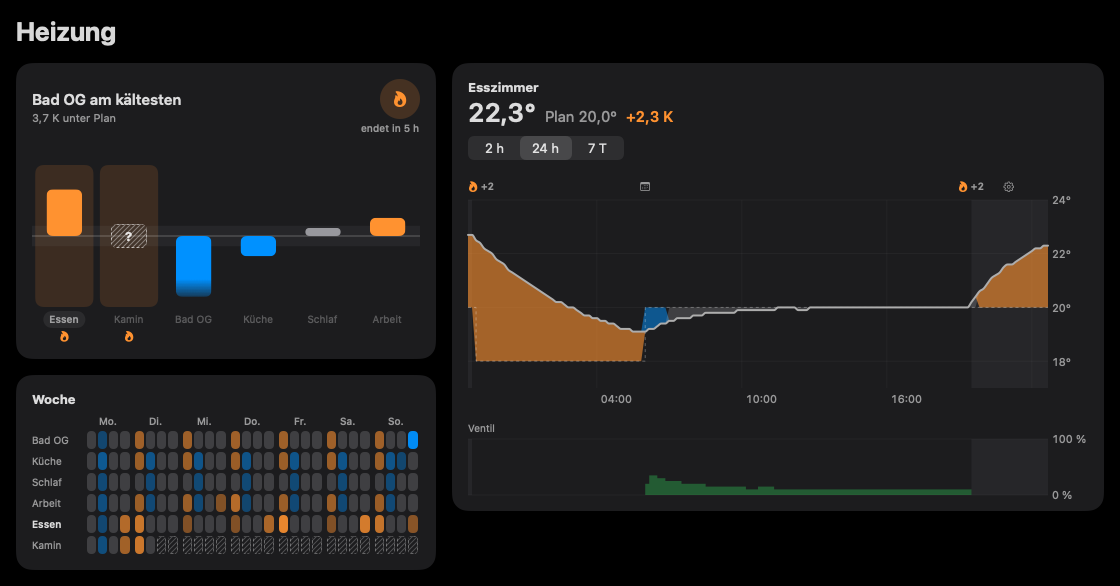 Heizung
Bad OG am kältesten
3,7 K unter Plan
endet in 5 h
?
Essen Kamin Bad OG Küche Schlaf Arbeit
Woche
Mo. Di. Mi. Do. Fr. Sa. So.
Bad OG
Küche
Schlaf
Arbeit
Essen
Kamin
Esszimmer
22,3° Plan 20,0° +2,3 K
2 h 24 h 7 T
+2 +2
24°
22°
20°
18°
04:00 10:00 16:00
Ventil
100 %
0 %